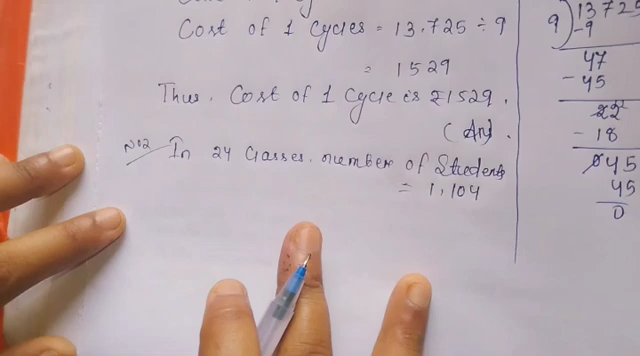 Cost of 1 Cycles = 13,725 ÷ 9
= 1529
Thus, Cost of 1 Cycle is ₹1529.
(An).
No2 In 24 Classes, number of Students
= 1,104
9)13725
-9
47
-45
22
-18
045
45
0